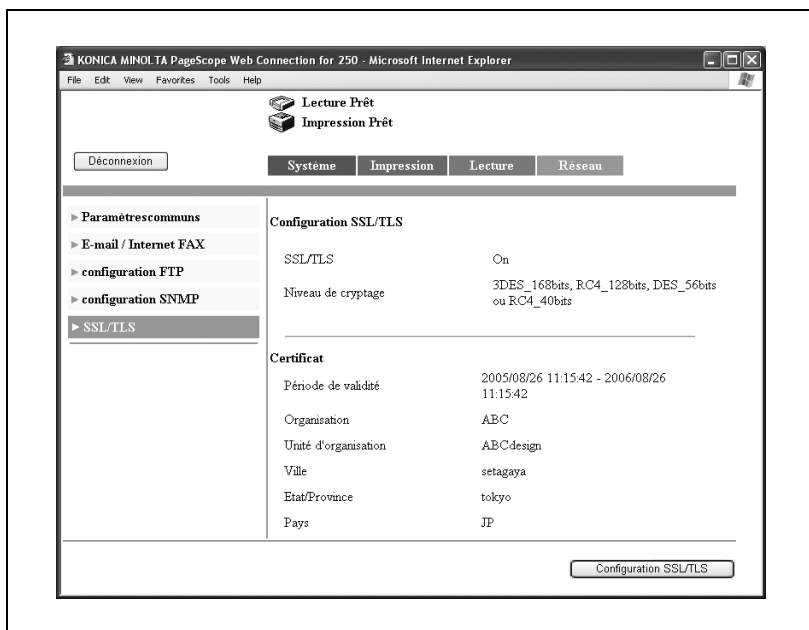 KONICA MINOLTA PageScope Web Connection for 250 - Microsoft Internet Explorer
File Edit View Favorites Tools Help
Lecture Prêt
Impression Prêt
Déconnexion
Système Impression Lecture Réseau
Paramètrescommuns
E-mail / Internet FAX
configuration FTP
configuration SNMP
SSL/TLS
Configuration SSL/TLS
SSL/TLS On
Niveau de cryptage 3DES_168bits, RC4_128bits, DES_56bits
ou RC4_40bits
Certificat
Période de validité 2005/08/26 11:15:42 - 2006/08/26
11:15:42
Organisation ABC
Unité d'organisation ABCdesign
Ville setagaya
Etat/Province tokyo
Pays JP
Configuration SSL/TLS